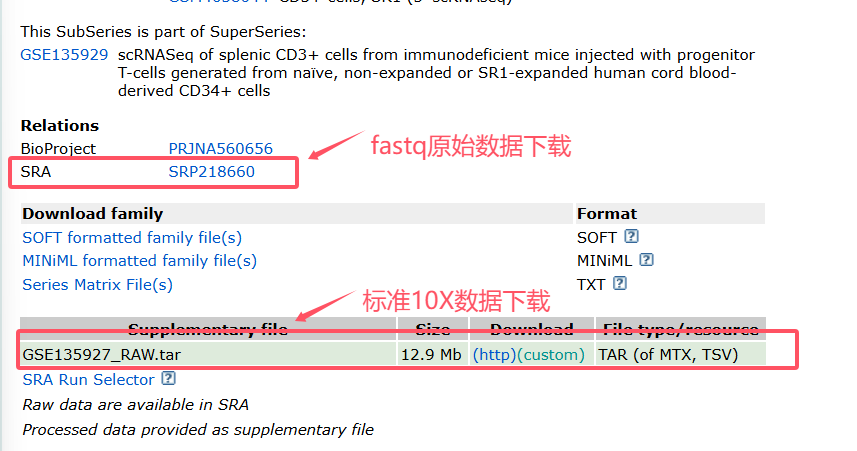 This SubSeries is part of SuperSeries:
GSE135929 scRNASeq of splenic CD3+ cells from immunodeficient mice injected with progenitor
T-cells generated from naïve, non-expanded or SR1-expanded human cord blood-
derived CD34+ cells
Relations
BioProject PRJNA560656
fastq原始数据下载
SRA SRP218660
Download family Format
SOFT formatted family file(s) SOFT ?
MINiML formatted family file(s) MINiML ?
Series Matrix File(s) TXT ?
标准10X数据下载
Supplementary file Size Download File type/resource
GSE135927_RAW.tar 12.9 Mb (http)(custom) TAR (of MTX, TSV)
SRA Run Selector ?
Raw data are available in SRA
Processed data provided as supplementary file